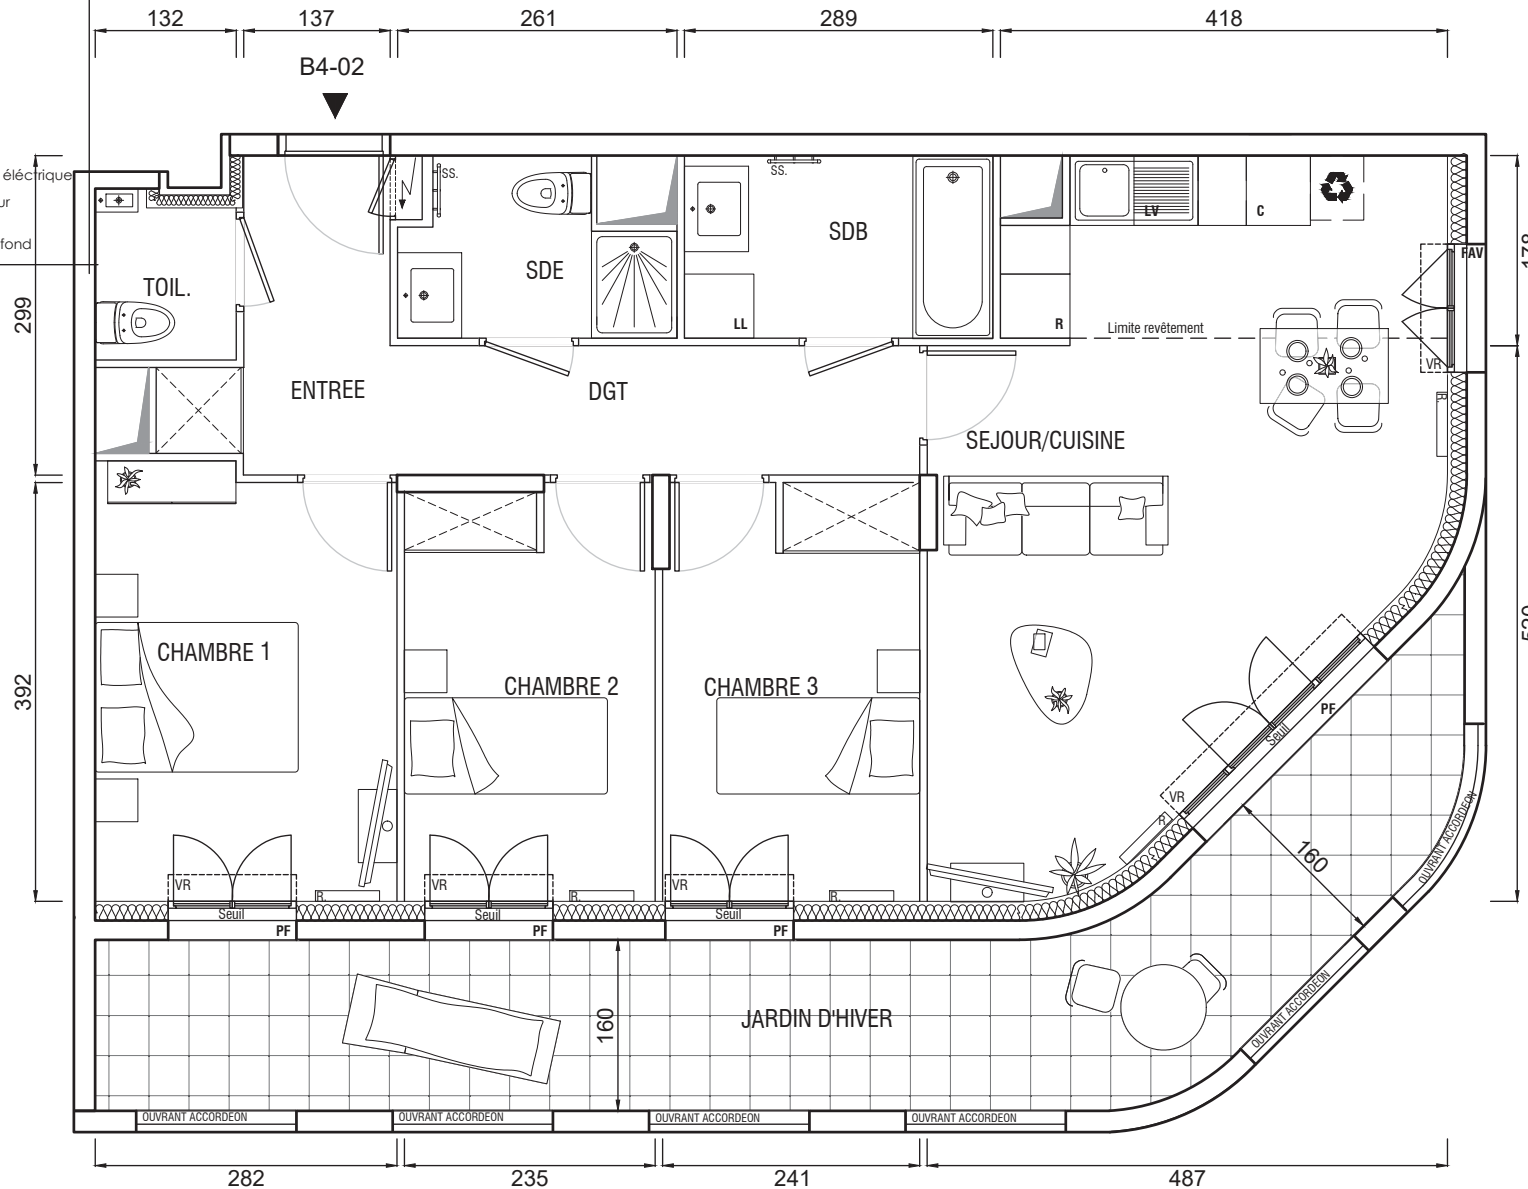 132
137
261
289
418
B4-02
éléctrique
ur
fond
SS.
SS.
LV
C
FAV
178
TOIL.
SDE
SDB
299
LL
R
Limite revêtement
VR
R
ENTREE
DGT
SEJOUR/CUISINE
520
392
CHAMBRE 1
CHAMBRE 2
CHAMBRE 3
PF
Seuil
VR
R.
160
OUVRANT ACCORDEON
VR
R.
VR
R.
VR
R.
Seuil
Seuil
Seuil
PF
PF
PF
160
JARDIN D'HIVER
OUVRANT ACCORDEON
OUVRANT ACCORDEON
OUVRANT ACCORDEON
OUVRANT ACCORDEON
OUVRANT ACCORDEON
282
235
241
487